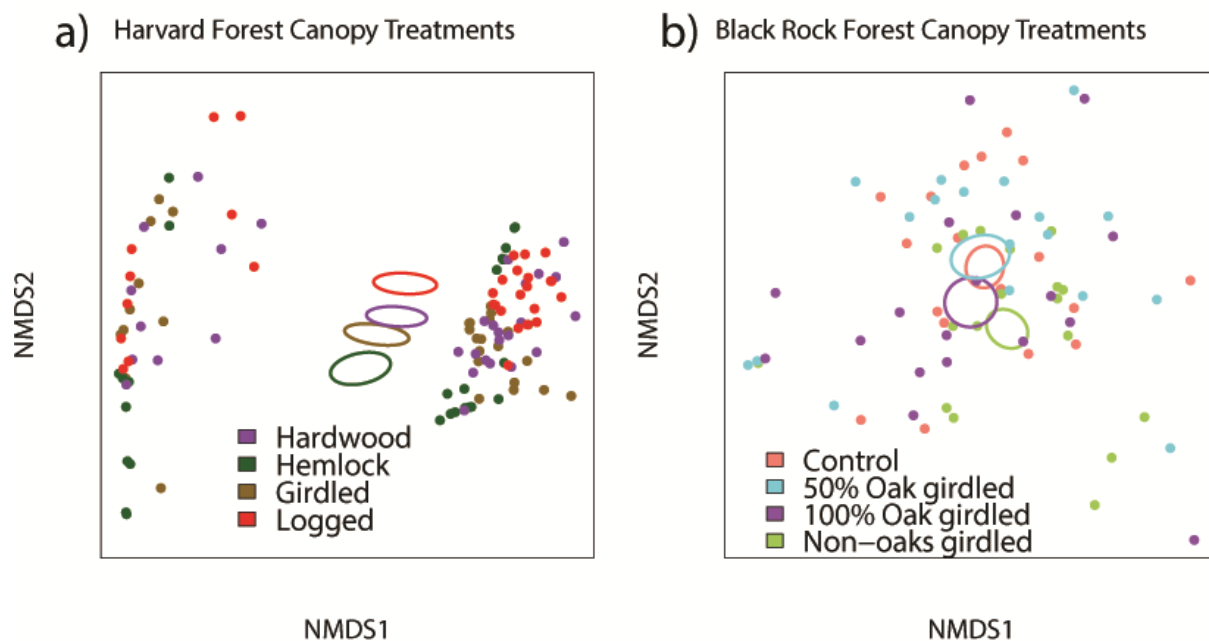 a) Harvard Forest Canopy Treatments
NMDS2
Hardwood
Hemlock
Girdled
Logged
NMDS1
b) Black Rock Forest Canopy Treatments
NMDS2
Control
50% Oak girdled
100% Oak girdled
Non−oaks girdled
NMDS1